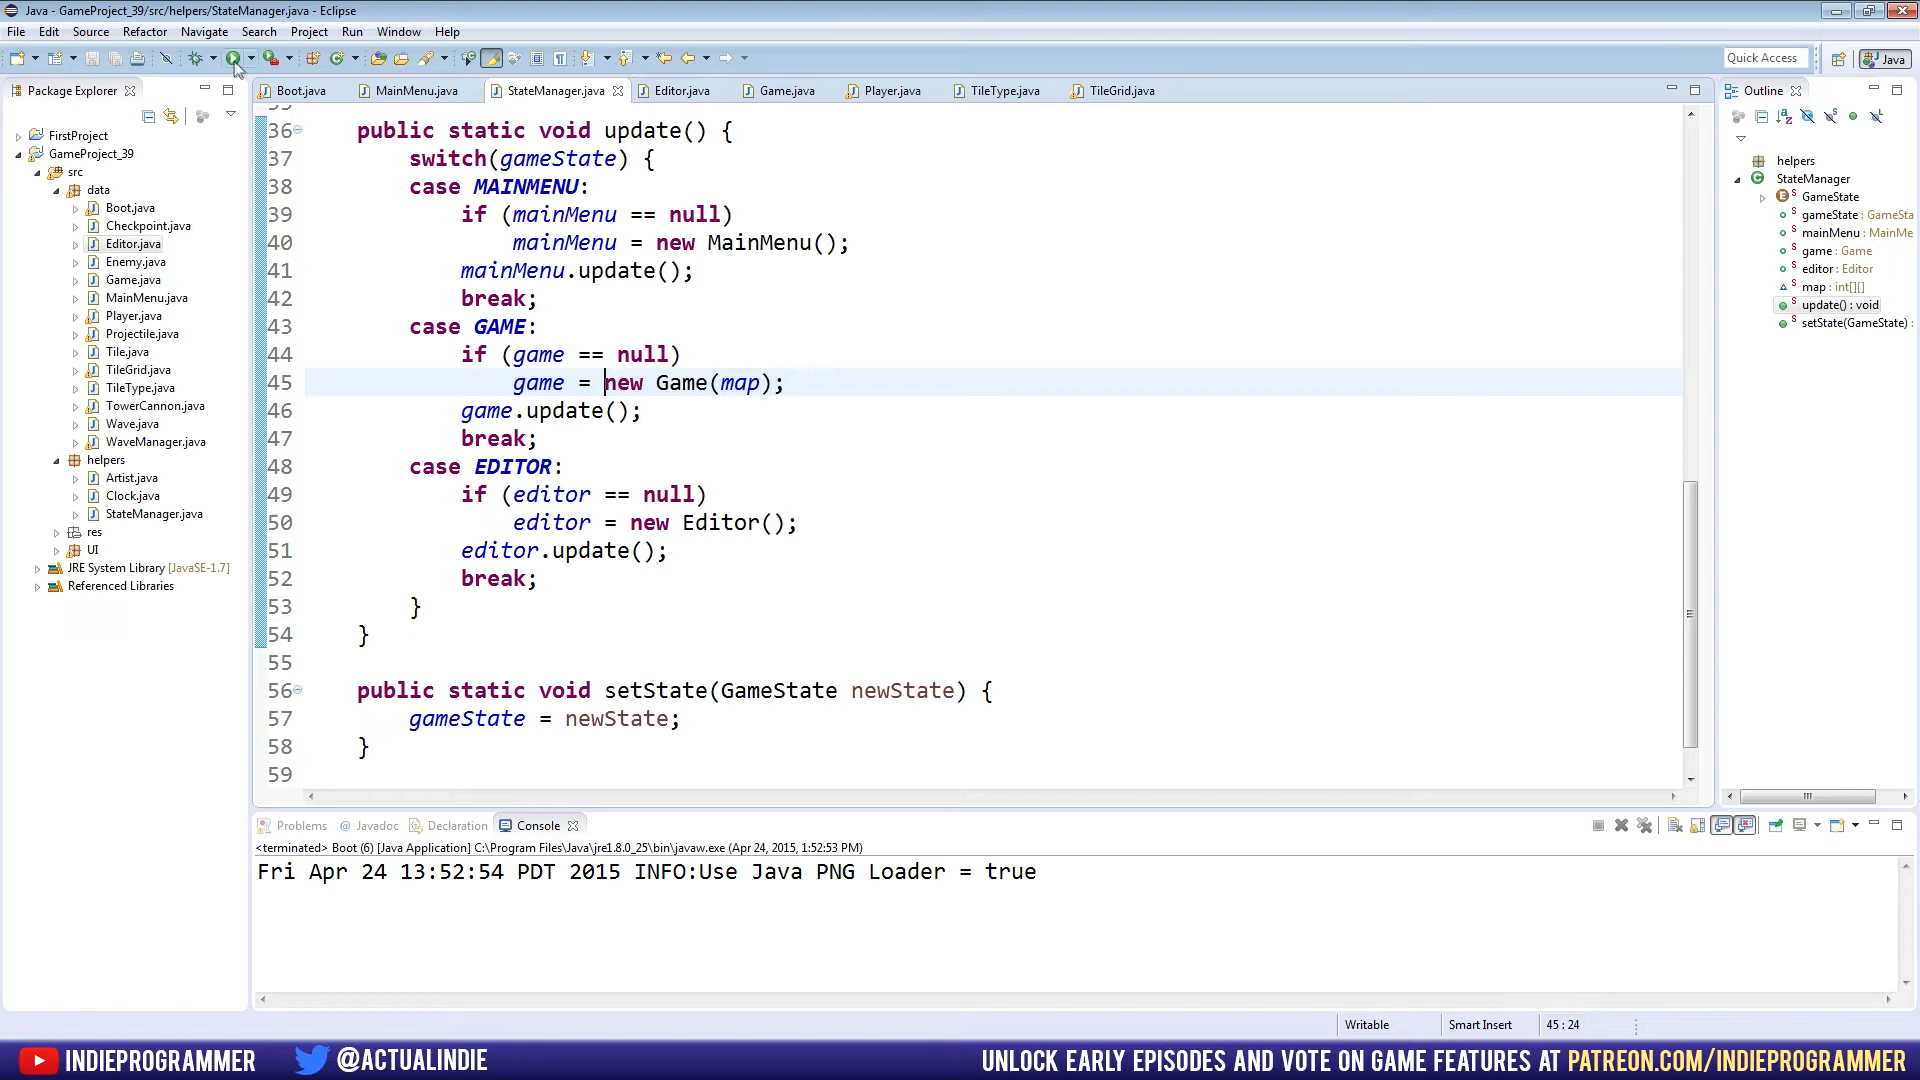 Java - GameProject_39/src/helpers/StateManager.java - Eclipse
File Edit Source Refactor Navigate Search Project Run Window Help
Quick Access
Java
Package Explorer
FirstProject
GameProject_39
src
data
Boot.java
Checkpoint.java
Editor.java
Enemy.java
Game.java
MainMenu.java
Player.java
Projectile.java
Tile.java
TileGrid.java
TileType.java
TowerCannon.java
Wave.java
WaveManager.java
helpers
Artist.java
Clock.java
StateManager.java
res
UI
JRE System Library [JavaSE-1.7]
Referenced Libraries
Boot.java MainMenu.java StateManager.java Editor.java Game.java Player.java TileType.java TileGrid.java
36 public static void update() {
37 switch(gameState) {
38 case MAINMENU:
39 if (mainMenu == null)
40 mainMenu = new MainMenu();
41 mainMenu.update();
42 break;
43 case GAME:
44 if (game == null)
45 game = new Game(map);
46 game.update();
47 break;
48 case EDITOR:
49 if (editor == null)
50 editor = new Editor();
51 editor.update();
52 break;
53 }
54 }
55
56 public static void setState(GameState newState) {
57 gameState = newState;
58 }
59
Outline
helpers
StateManager
GameState
gameState : GameSta
mainMenu : MainMe
game : Game
editor : Editor
map : int[][]
update() : void
setState(GameState) :
Problems Javadoc Declaration Console
<terminated> Boot (6) [Java Application] C:\Program Files\Java\jre1.8.0_25\bin\javaw.exe (Apr 24, 2015, 1:52:53 PM)
Fri Apr 24 13:52:54 PDT 2015 INFO:Use Java PNG Loader = true
Writable Smart Insert 45 : 24
INDIEPROGRAMMER @ACTUALINDIE UNLOCK EARLY EPISODES AND VOTE ON GAME FEATURES AT PATREON.COM/INDIEPROGRAMMER